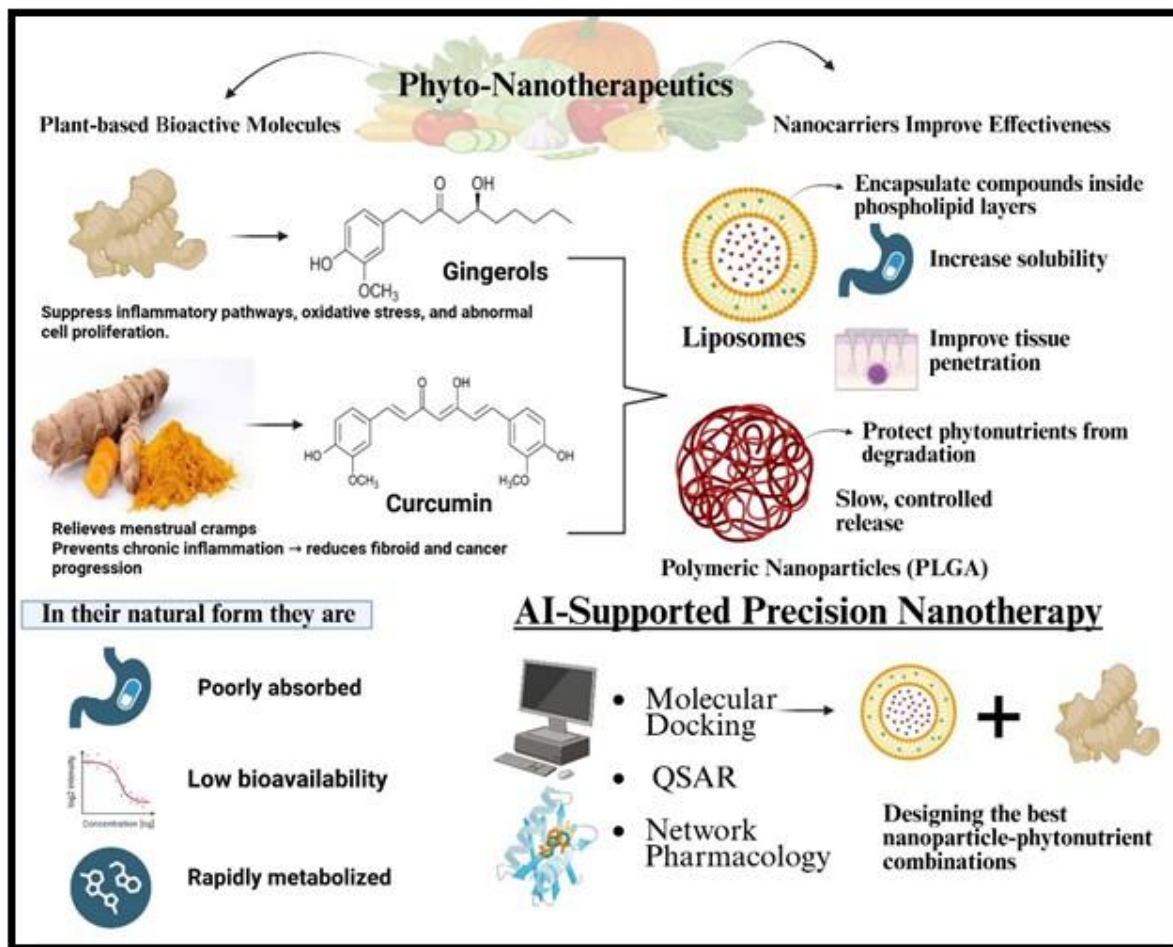 Phyto-Nanotherapeutics
Plant-based Bioactive Molecules
Nanocarriers Improve Effectiveness
O
OH
HO
OCH3
Gingerols
Suppress inflammatory pathways, oxidative stress, and abnormal
cell proliferation.
O
OH
HO
OCH3
H3CO
OH
Curcumin
Relieves menstrual cramps
Prevents chronic inflammation → reduces fibroid and cancer
progression
Encapsulate compounds inside
phospholipid layers
Increase solubility
Liposomes
Improve tissue
penetration
Protect phytonutrients from
degradation
Slow, controlled
release
Polymeric Nanoparticles (PLGA)
In their natural form they are
Poorly absorbed
log2 intensity
Concentration [log]
Low bioavailability
Rapidly metabolized
AI-Supported Precision Nanotherapy
• Molecular
Docking
• QSAR
• Network
Pharmacology
+
Designing the best
nanoparticle-phytonutrient
combinations